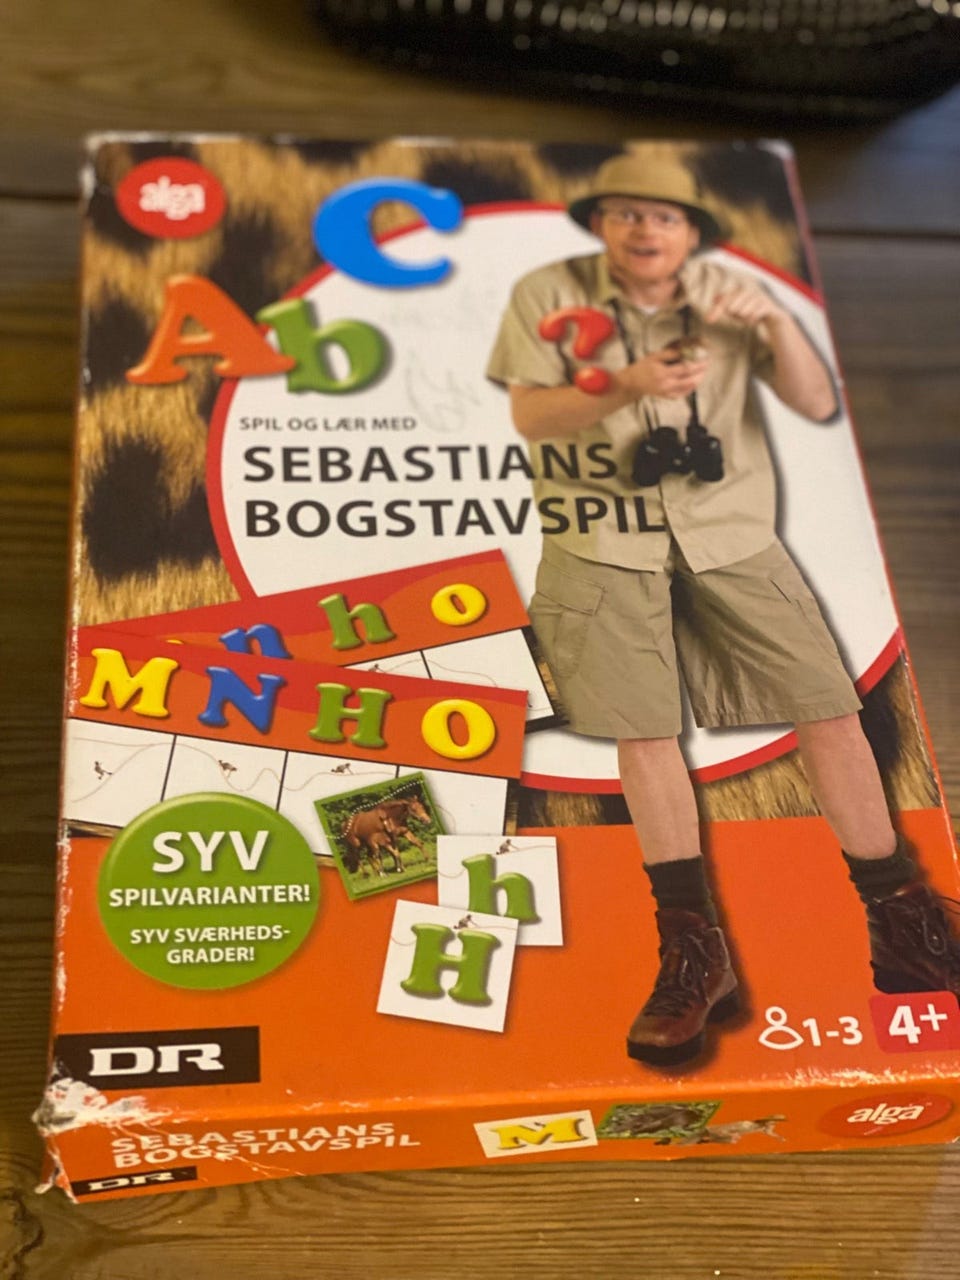 alga
C
A b
?
SPIL OG LÆR MED
SEBASTIANS
BOGSTAVSPIL
n h o
M N H O
SYV
SPILVARIANTER!
SYV SVÆRHEDS-
GRADER!
h
H
DR
1-3 4+
SEBASTIANS
BOGSTAVSPIL
M
alga
DR